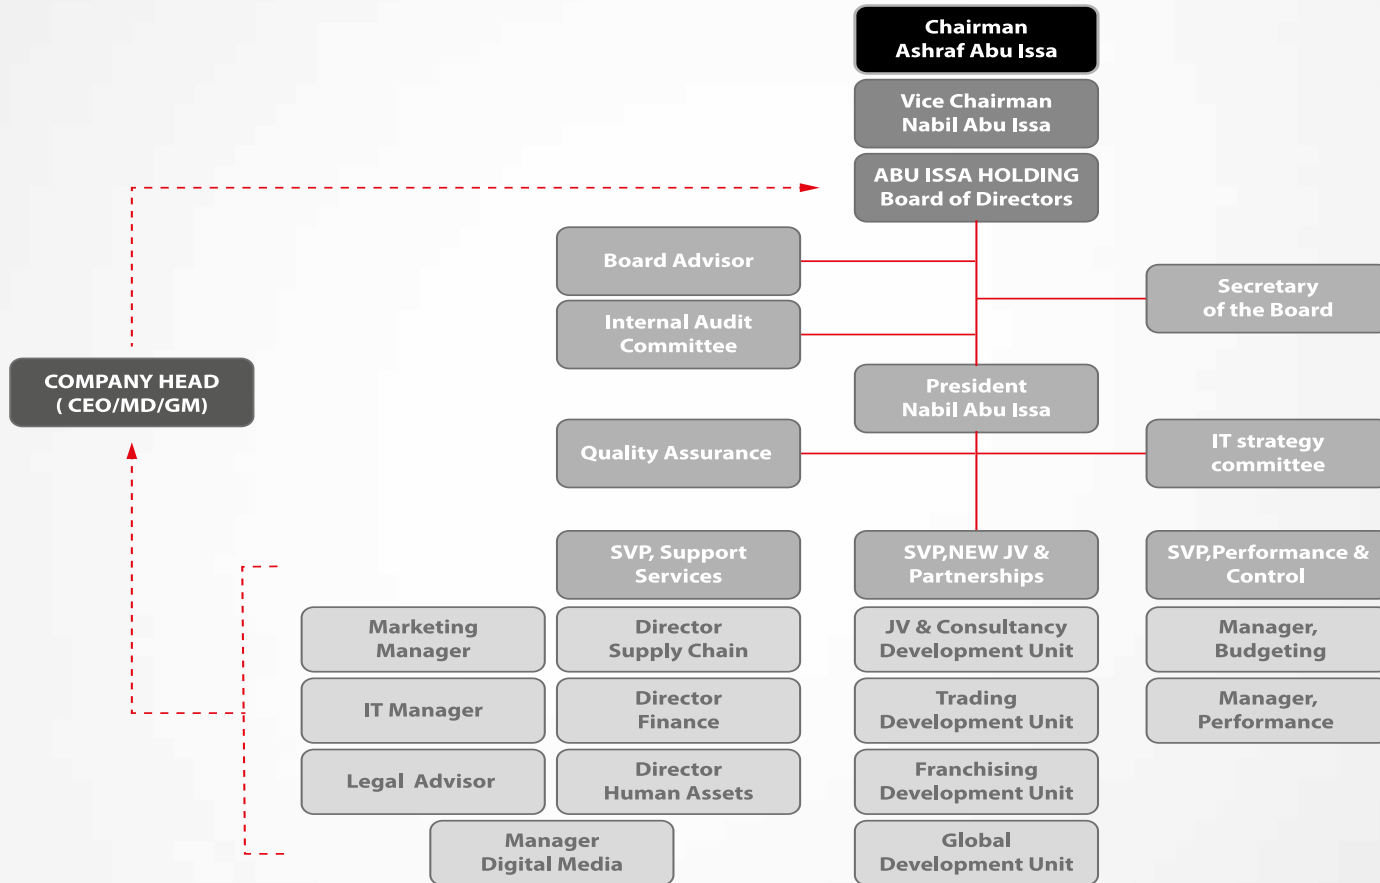 Chairman
Ashraf Abu Issa
Vice Chairman
Nabil Abu Issa
ABU ISSA HOLDING
Board of Directors
Board Advisor
Secretary
of the Board
Internal Audit
Committee
COMPANY HEAD
( CEO/MD/GM)
President
Nabil Abu Issa
Quality Assurance
IT strategy
committee
SVP, Support
Services
SVP,NEW JV &
Partnerships
SVP,Performance &
Control
Marketing
Manager
Director
Supply Chain
JV & Consultancy
Development Unit
Manager,
Budgeting
IT Manager
Director
Finance
Trading
Development Unit
Manager,
Performance
Legal  Advisor
Director
Human Assets
Franchising
Development Unit
Manager
Digital Media
Global
Development Unit